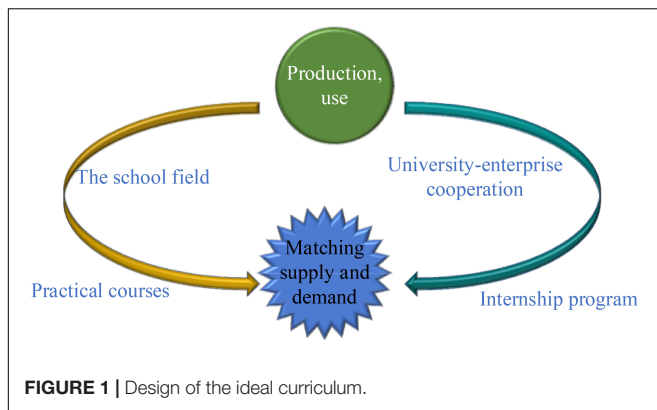 Production,
use
The school field
University-enterprise
cooperation
Matching
supply and
demand
Practical courses
Internship program
FIGURE 1 | Design of the ideal curriculum.